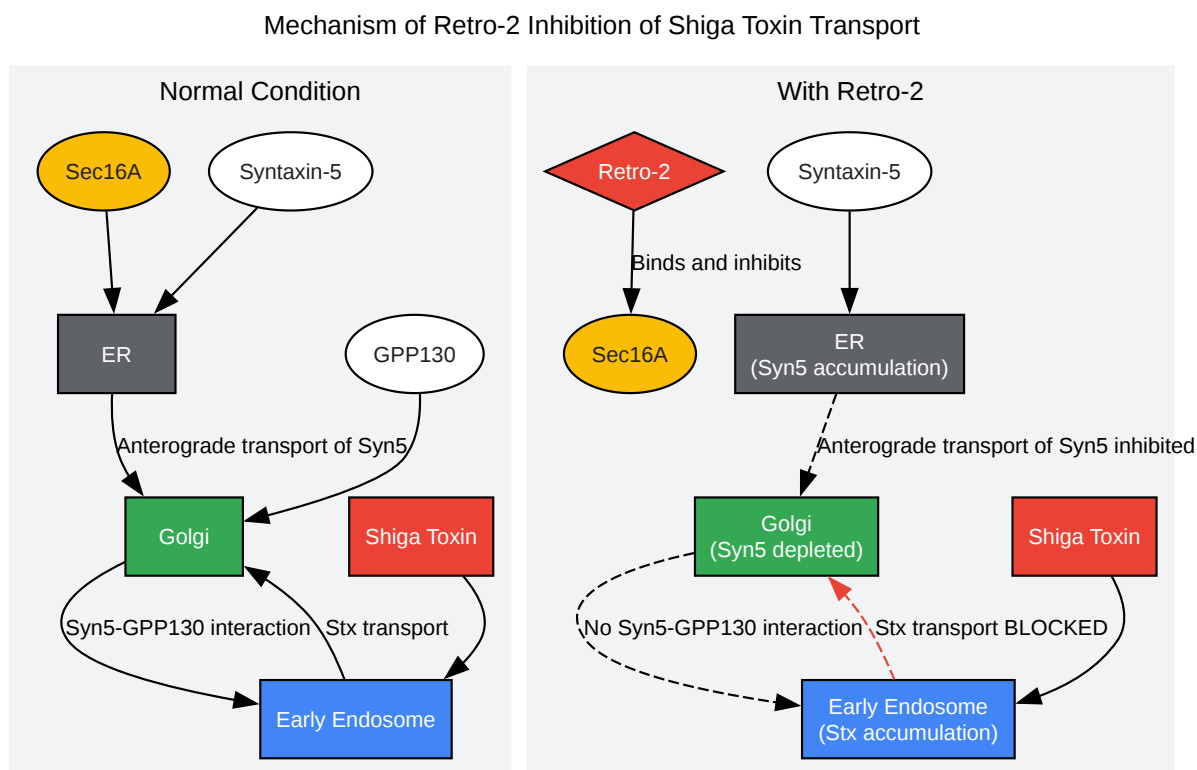 Mechanism of Retro-2 Inhibition of Shiga Toxin Transport
Normal Condition
Sec16A
Syntaxin-5
ER
GPP130
Anterograde transport of Syn5
Golgi
Shiga Toxin
Syn5-GPP130 interaction
Stx transport
Early Endosome
With Retro-2
Retro-2
Syntaxin-5
Binds and inhibits
Sec16A
ER
(Syn5 accumulation)
Anterograde transport of Syn5 inhibited
Golgi
(Syn5 depleted)
Shiga Toxin
No Syn5-GPP130 interaction
Stx transport BLOCKED
Early Endosome
(Stx accumulation)